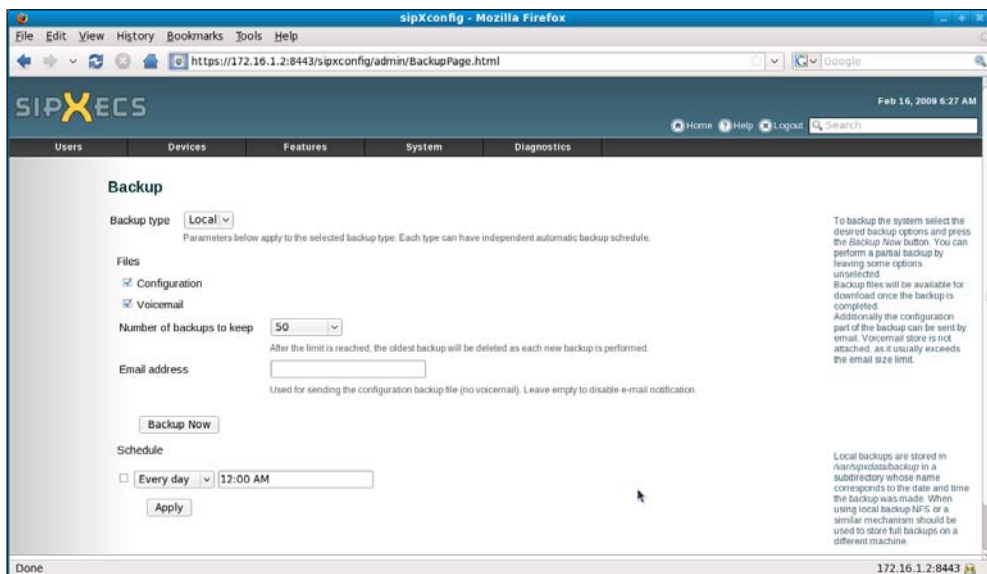 sipXconfig - Mozilla Firefox
File Edit View History Bookmarks Tools Help
https://172.16.1.2:8443/sipxconfig/admin/BackupPage.html
Google
SIPXECS
Feb 16, 2009 6:27 AM
Home Help Logout Search
Users Devices Features System Diagnostics
Backup
Backup type Local
Parameters below apply to the selected backup type. Each type can have independent automatic backup schedule.
Files
Configuration
Voicemail
Number of backups to keep 50
After the limit is reached, the oldest backup will be deleted as each new backup is performed.
Email address
Used for sending the configuration backup file (no voicemail). Leave empty to disable e-mail notification.
Backup Now
Schedule
Every day 12:00 AM
Apply
To backup the system select the
desired backup options and press
the Backup Now button. You can
perform a partial backup by
leaving some options
unselected.
Backup files will be available for
download once the backup is
completed.
Additionally the configuration
part of the backup can be sent by
email. Voicemail store is not
attached, as it usually exceeds
the email size limit.
Local backups are stored in
/var/sipxdata/backup in a
subdirectory whose name
corresponds to the date and time
the backup was made. When
using local backup NFS or a
similar mechanism should be
used to store full backups on a
different machine.
Done
172.16.1.2:8443